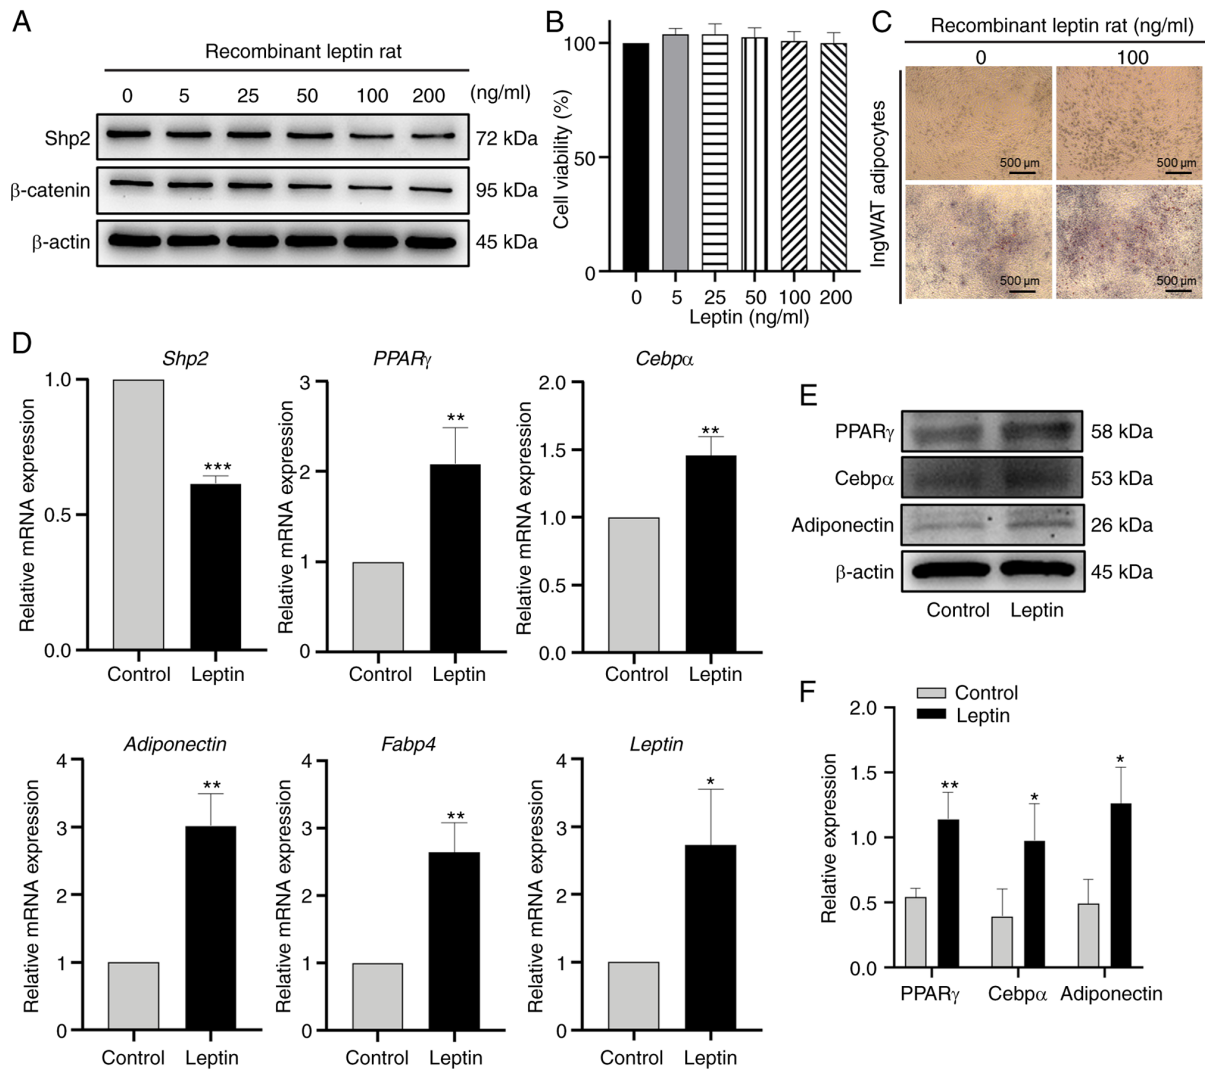 A
Recombinant leptin rat
0 5 25 50 100 200 (ng/ml)
Shp2 72 kDa
β-catenin 95 kDa
β-actin 45 kDa
B
Cell viability (%)
100
50
0
0 5 25 50 100 200
Leptin (ng/ml)
C
Recombinant leptin rat (ng/ml)
0 100
IngWAT adipocytes
500 µm 500 µm
500 µm 500 µm
D
Shp2
Relative mRNA expression
1.0
0.5
0.0
***
Control Leptin
PPARγ
Relative mRNA expression
3
2
1
0
**
Control Leptin
Cebpα
Relative mRNA expression
2.0
1.5
1.0
0.5
0.0
**
Control Leptin
Adiponectin
Relative mRNA expression
4
3
2
1
0
**
Control Leptin
Fabp4
Relative mRNA expression
4
3
2
1
0
**
Control Leptin
Leptin
Relative mRNA expression
4
3
2
1
0
*
Control Leptin
E
PPARγ 58 kDa
Cebpα 53 kDa
Adiponectin 26 kDa
β-actin 45 kDa
Control Leptin
F
Control
Leptin
Relative expression
2.0
1.5
1.0
0.5
0.0
**
*
*
PPARγ Cebpα Adiponectin